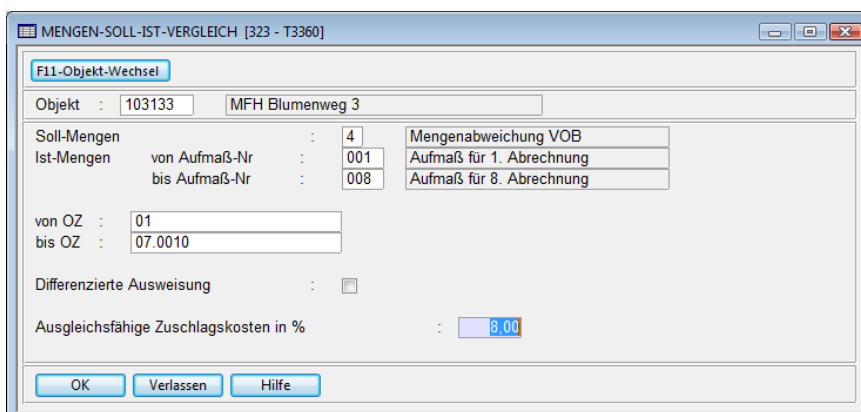 MENGEN-SOLL-IST-VERGLEICH [323 - T3360]
F11-Objekt-Wechsel
Objekt : 103133 MFH Blumenweg 3
Soll-Mengen : 4 Mengenabweichung VOB
Ist-Mengen von Aufmaß-Nr : 001 Aufmaß für 1. Abrechnung
bis Aufmaß-Nr : 008 Aufmaß für 8. Abrechnung
von OZ : 01
bis OZ : 07.0010
Differenzierte Ausweisung :
Ausgleichsfähige Zuschlagskosten in % : 8,00
OK Verlassen Hilfe